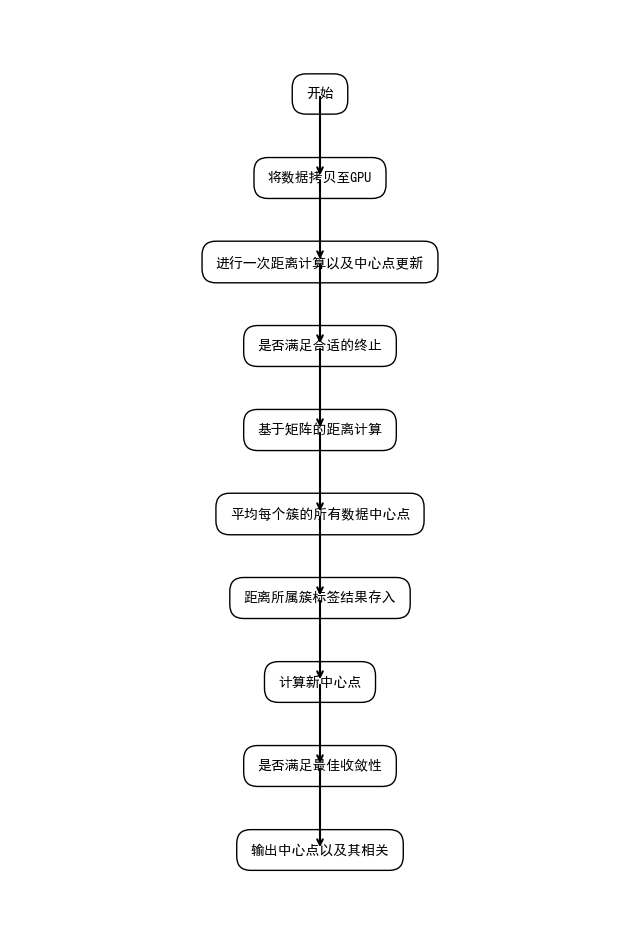 开始
将数据拷贝至GPU
进行一次距离计算以及中心点更新
是否满足合适的终止
基于矩阵的距离计算
平均每个簇的所有数据中心点
距离所属簇标签结果存入
计算新中心点
是否满足最佳收敛性
输出中心点以及其相关